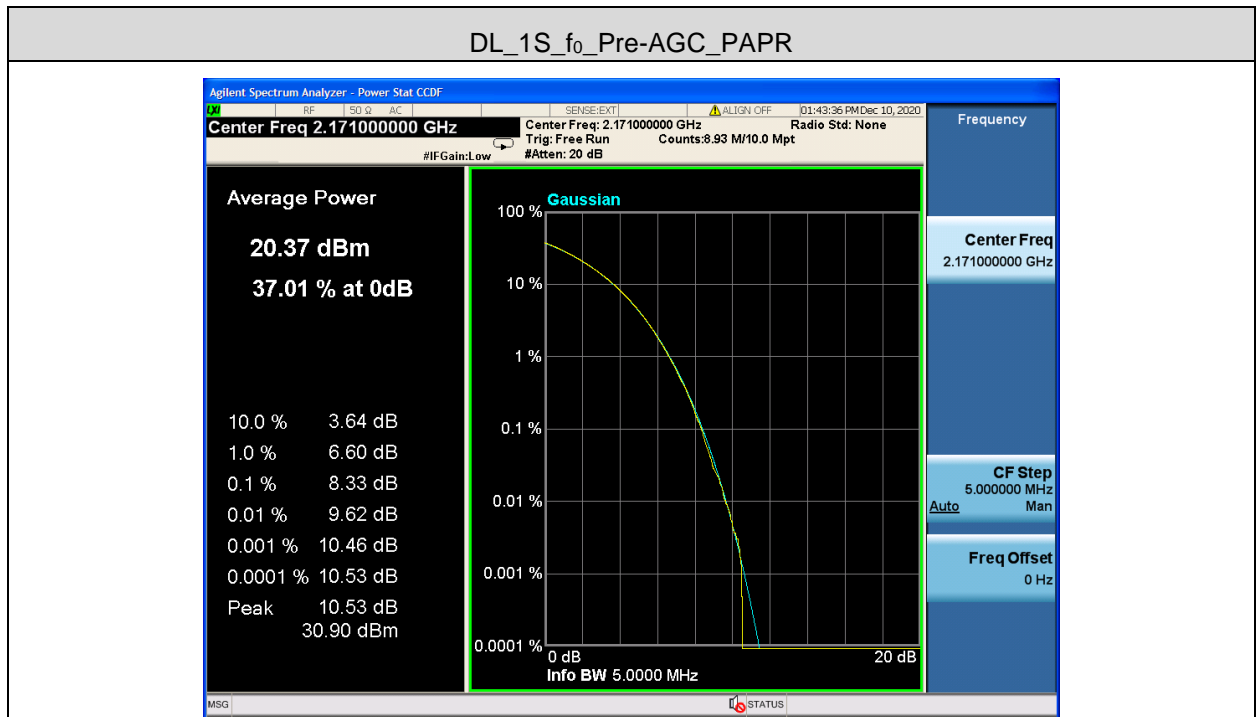 DL_1S_f₀_Pre-AGC_PAPR
Agilent Spectrum Analyzer - Power Stat CCDF
LXI RF 50 Ω AC SENSE:EXT ALIGN OFF 01:43:36 PM Dec 10, 2020
Center Freq 2.171000000 GHz
Center Freq: 2.171000000 GHz Radio Std: None
Trig: Free Run Counts:8.93 M/10.0 Mpt
#IFGain:Low #Atten: 20 dB
Average Power
20.37 dBm
37.01 % at 0dB
10.0 % 3.64 dB
1.0 % 6.60 dB
0.1 % 8.33 dB
0.01 % 9.62 dB
0.001 % 10.46 dB
0.0001 % 10.53 dB
Peak 10.53 dB
30.90 dBm
Gaussian
100 %
10 %
1 %
0.1 %
0.01 %
0.001 %
0.0001 %
0 dB 20 dB
Info BW 5.0000 MHz
Frequency
Center Freq
2.171000000 GHz
CF Step
5.000000 MHz
Auto Man
Freq Offset
0 Hz
MSG STATUS